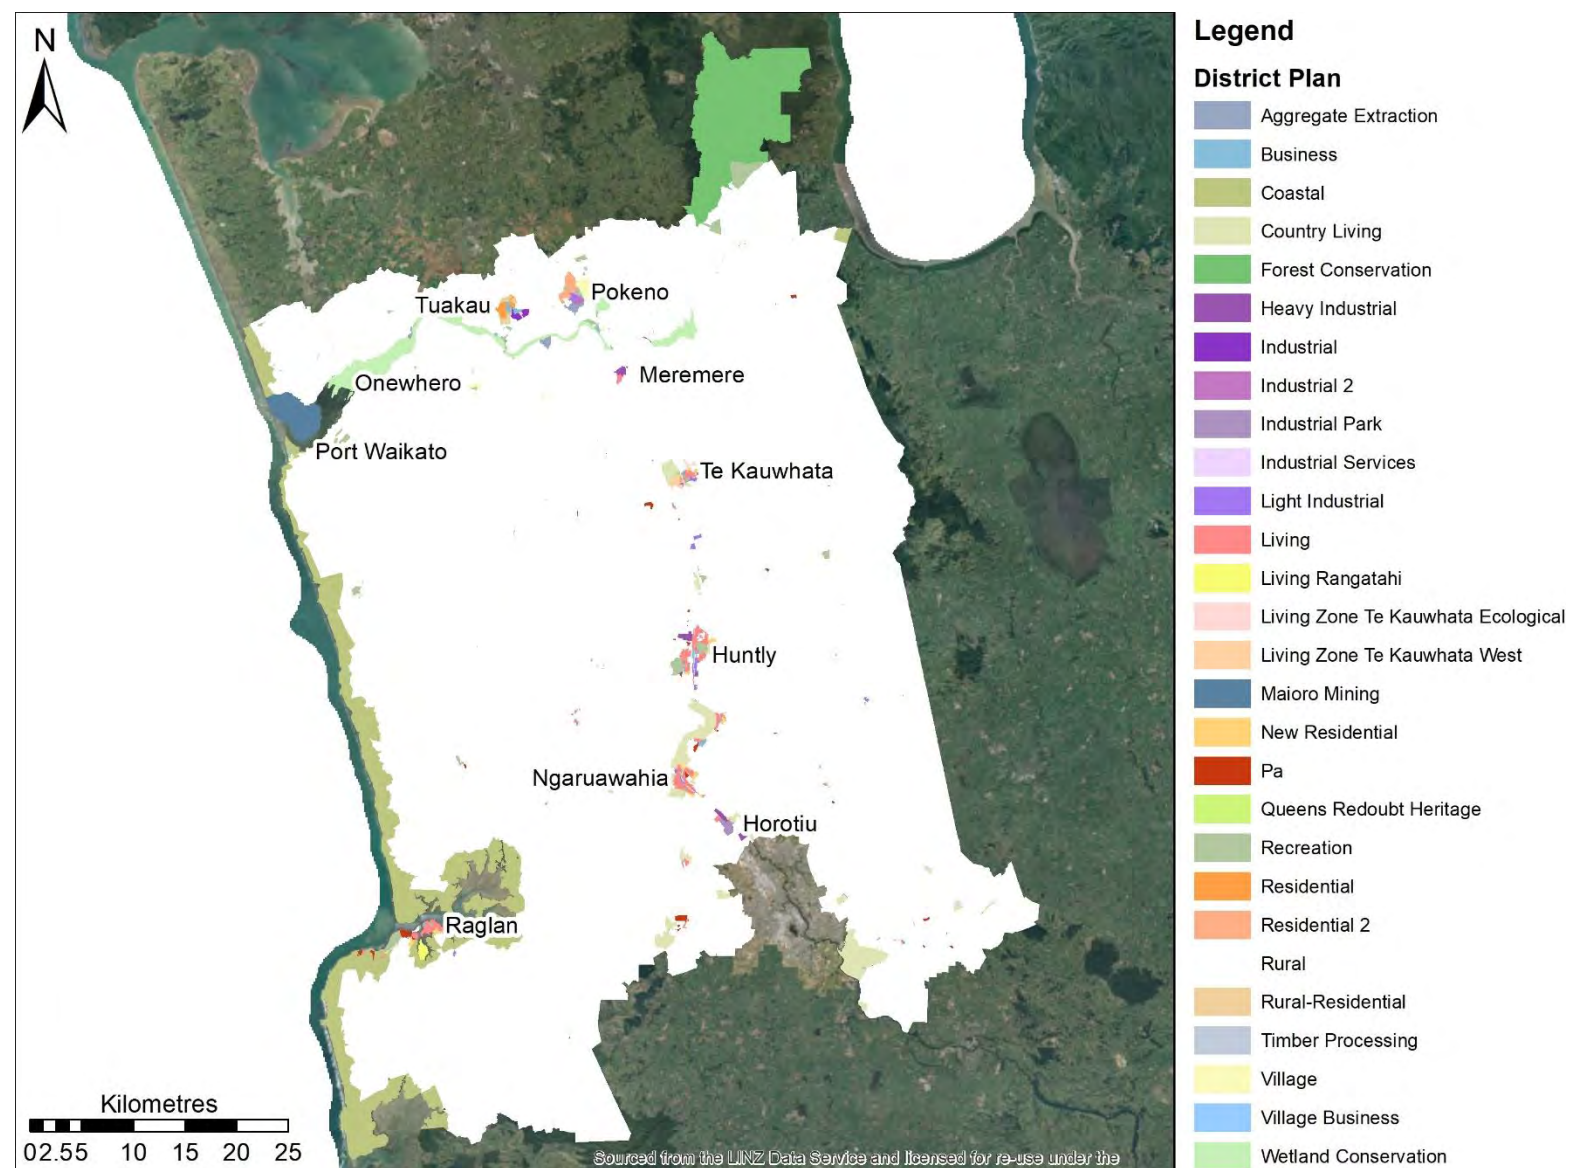 N
Tuakau
Pokeno
Onewhero
Meremere
Port Waikato
Te Kauwhata
Huntly
Ngaruawahia
Horotiu
Raglan
Kilometres
02.55 10 15 20 25
Sourced from the LINZ Data Service and licensed for re-use under the
Legend
District Plan
Aggregate Extraction
Business
Coastal
Country Living
Forest Conservation
Heavy Industrial
Industrial
Industrial 2
Industrial Park
Industrial Services
Light Industrial
Living
Living Rangatahi
Living Zone Te Kauwhata Ecological
Living Zone Te Kauwhata West
Maioro Mining
New Residential
Pa
Queens Redoubt Heritage
Recreation
Residential
Residential 2
Rural
Rural-Residential
Timber Processing
Village
Village Business
Wetland Conservation